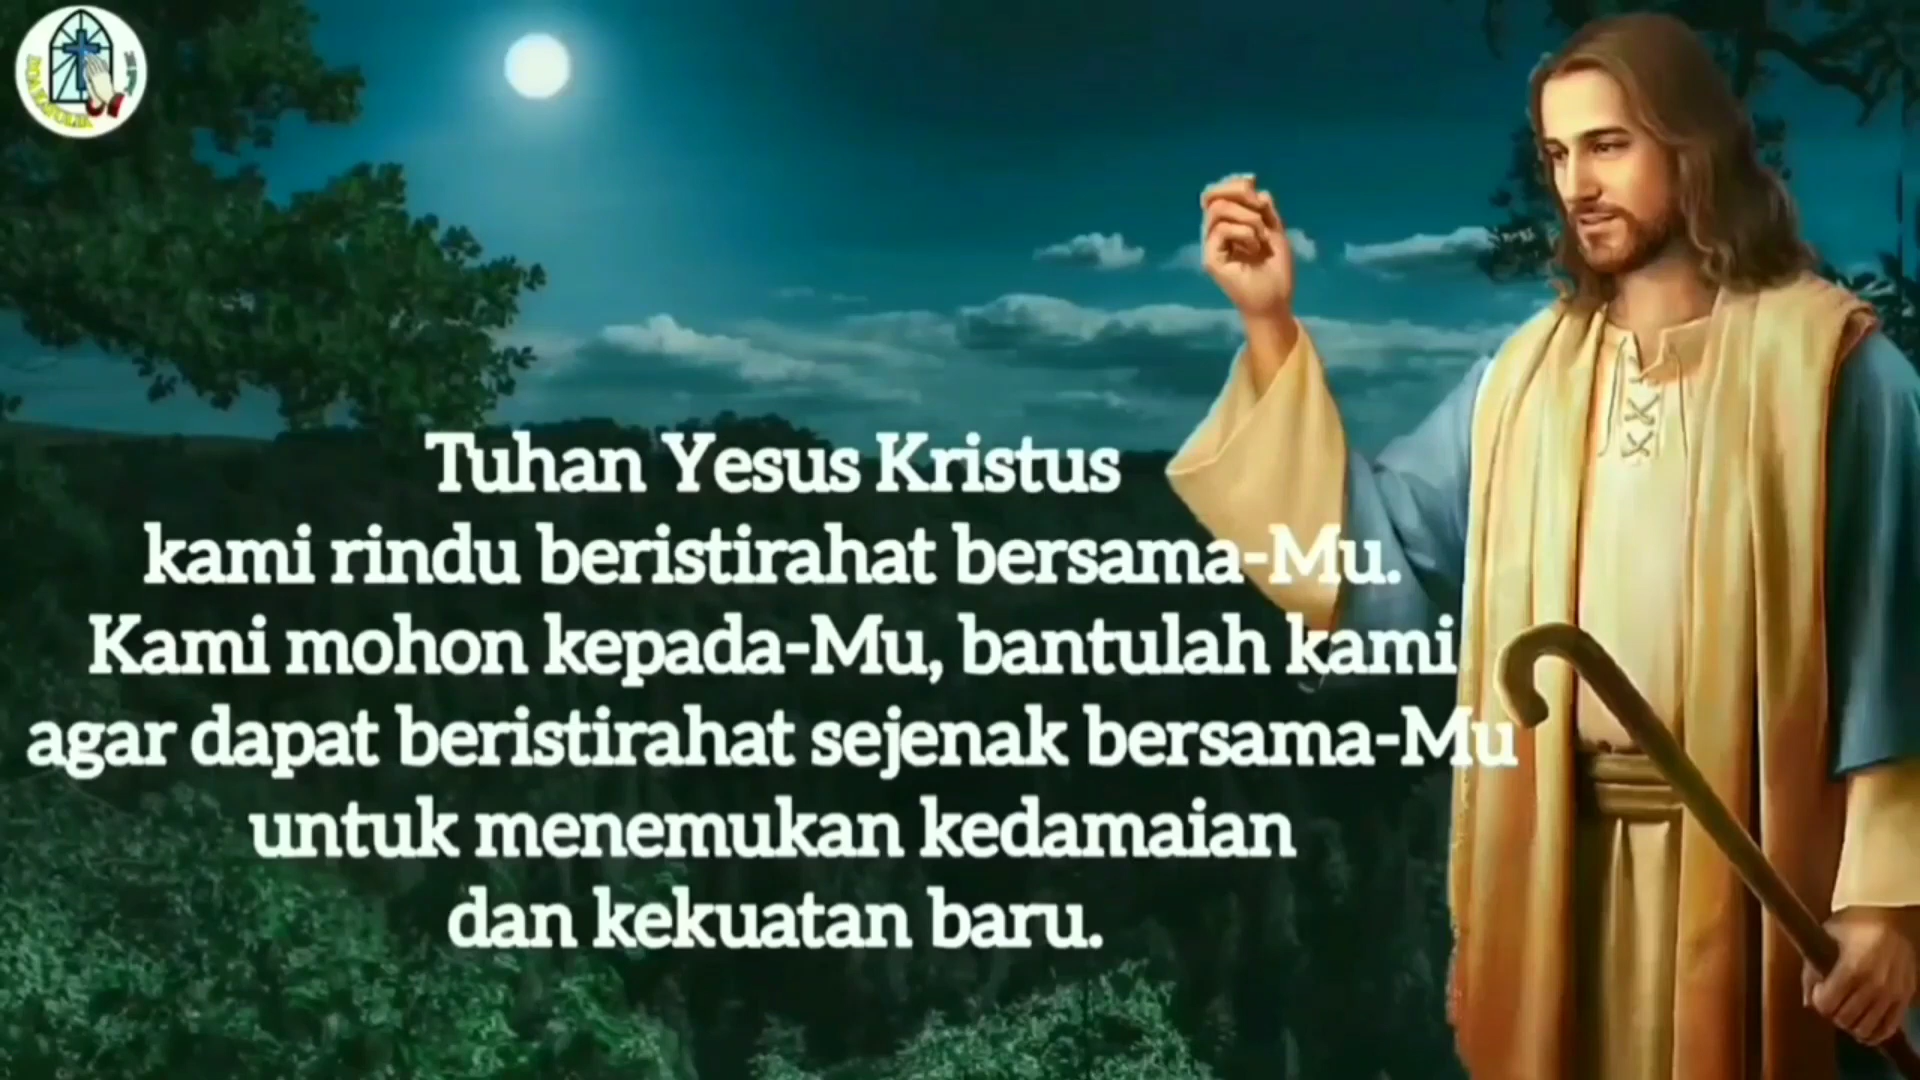 Tuhan Yesus Kristus
kami rindu beristirahat bersama-Mu.
Kami mohon kepada-Mu, bantulah kami
agar dapat beristirahat sejenak bersama-Mu
untuk menemukan kedamaian
dan kekuatan baru.